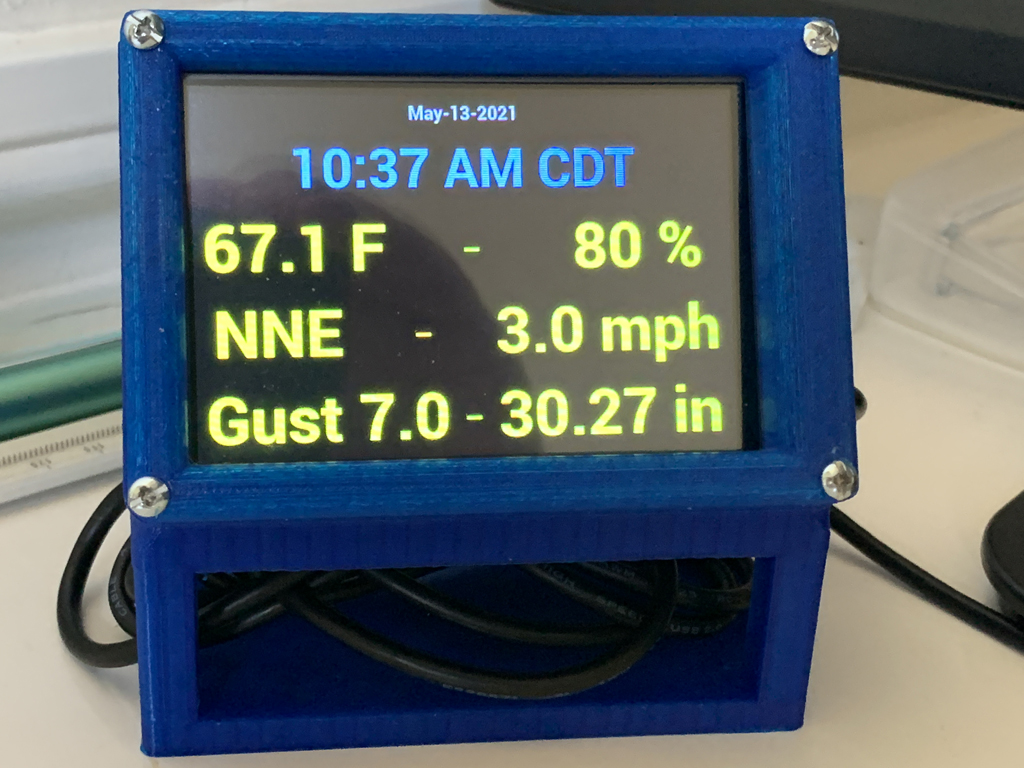 May-13-2021
10:37 AM CDT
67.1 F - 80 %
NNE - 3.0 mph
Gust 7.0 - 30.27 in